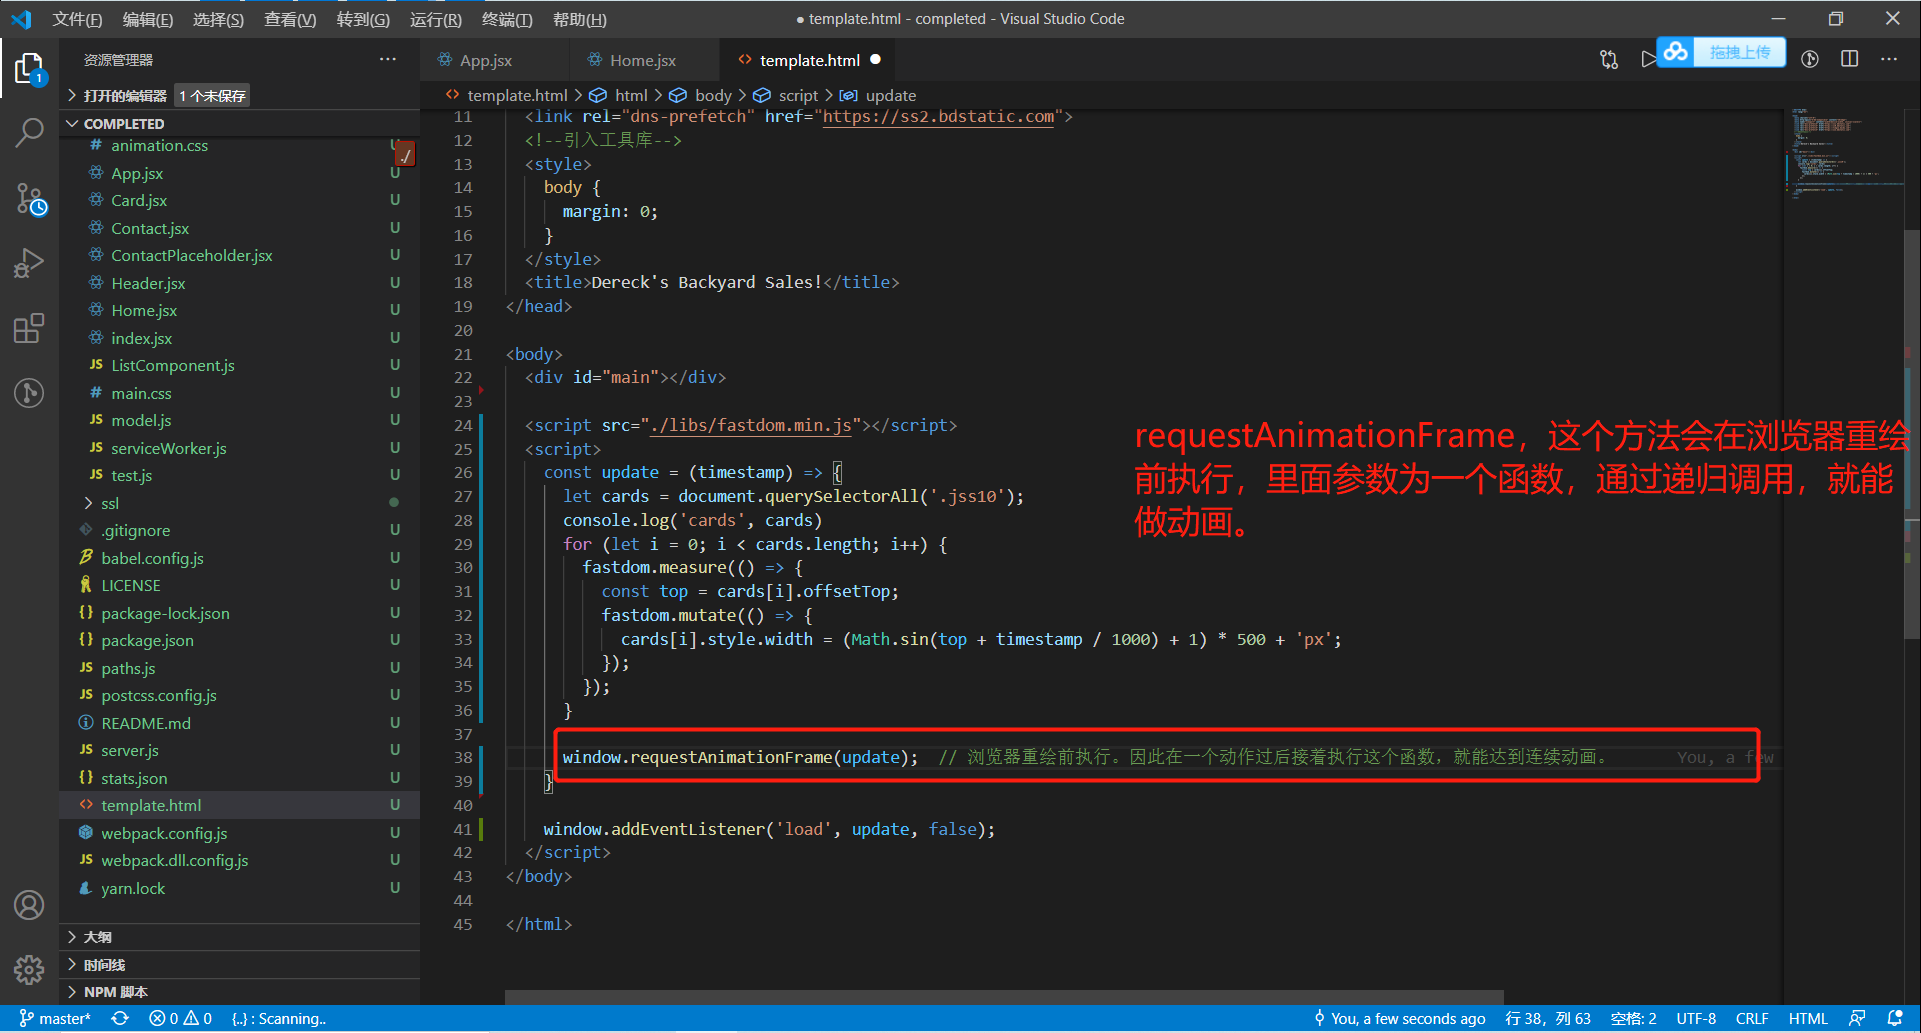 文件(F) 编辑(E) 选择(S) 查看(V) 转到(G) 运行(R) 终端(T) 帮助(H) ● template.html - completed - Visual Studio Code
资源管理器 ···
App.jsx Home.jsx template.html ●
拖拽上传
打开的编辑器 1 个未保存
template.html > html > body > script > update
COMPLETED
animation.css U
./
App.jsx U
Card.jsx U
Contact.jsx U
ContactPlaceholder.jsx U
Header.jsx U
Home.jsx U
index.jsx U
JS ListComponent.js U
# main.css U
JS model.js U
JS serviceWorker.js U
JS test.js U
ssl
.gitignore U
babel.config.js U
LICENSE U
{} package-lock.json U
{} package.json U
JS paths.js U
JS postcss.config.js U
README.md U
JS server.js U
{} stats.json U
<> template.html U
webpack.config.js U
JS webpack.dll.config.js U
yarn.lock U
大纲
时间线
NPM 脚本
11 <link rel="dns-prefetch" href="https://ss2.bdstatic.com">
12 <!--引入工具库-->
13 <style>
14 body {
15 margin: 0;
16 }
17 </style>
18 <title>Dereck's Backyard Sales!</title>
19 </head>
20
21 <body>
22 <div id="main"></div>
23
24 <script src="./libs/fastdom.min.js"></script>
25 <script>
26 const update = (timestamp) => {
27 let cards = document.querySelectorAll('.jss10');
28 console.log('cards', cards)
29 for (let i = 0; i < cards.length; i++) {
30 fastdom.measure(() => {
31 const top = cards[i].offsetTop;
32 fastdom.mutate(() => {
33 cards[i].style.width = (Math.sin(top + timestamp / 1000) + 1) * 500 + 'px';
34 });
35 });
36 }
37
38 window.requestAnimationFrame(update); // 浏览器重绘前执行。因此在一个动作过后接着执行这个函数，就能达到连续动画。 You, a few
39 }
40
41 window.addEventListener('load', update, false);
42 </script>
43 </body>
44
45 </html>
requestAnimationFrame，这个方法会在浏览器重绘
前执行，里面参数为一个函数，通过递归调用，就能
做动画。
master* 0 0 {..} : Scanning.. You, a few seconds ago 行 38，列 63 空格: 2 UTF-8 CRLF HTML